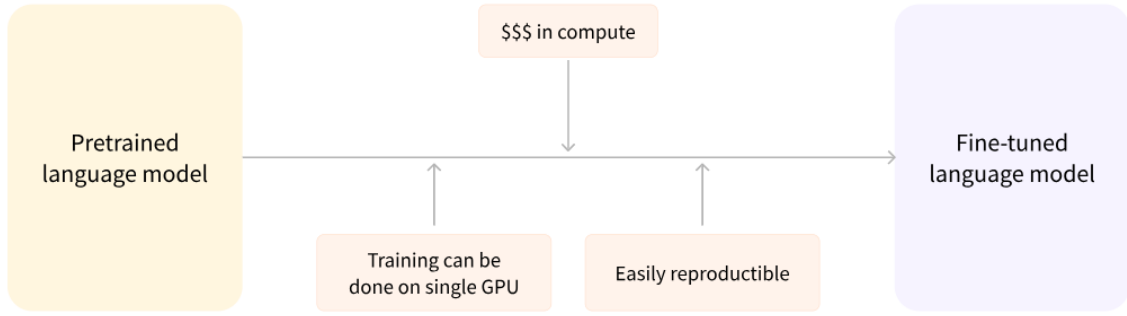 $$$ in compute
Pretrained
language model
Fine-tuned
language model
Training can be
done on single GPU
Easily reproductible